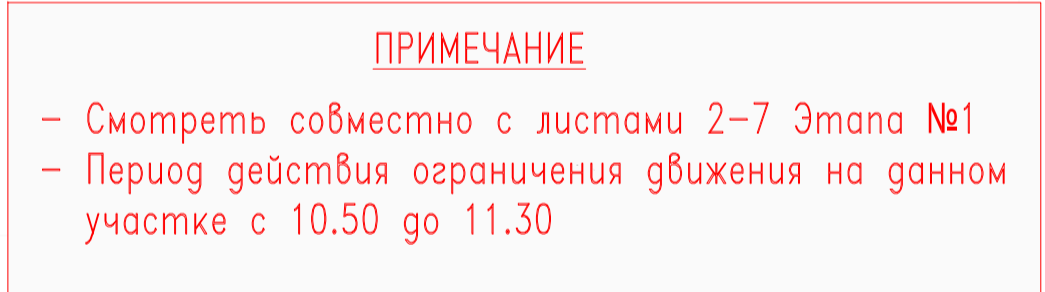 ПРИМЕЧАНИЕ
– Смотреть совместно с листами 2–7 Этапа №1
– Период действия ограничения движения на данном
участке с 10.50 до 11.30